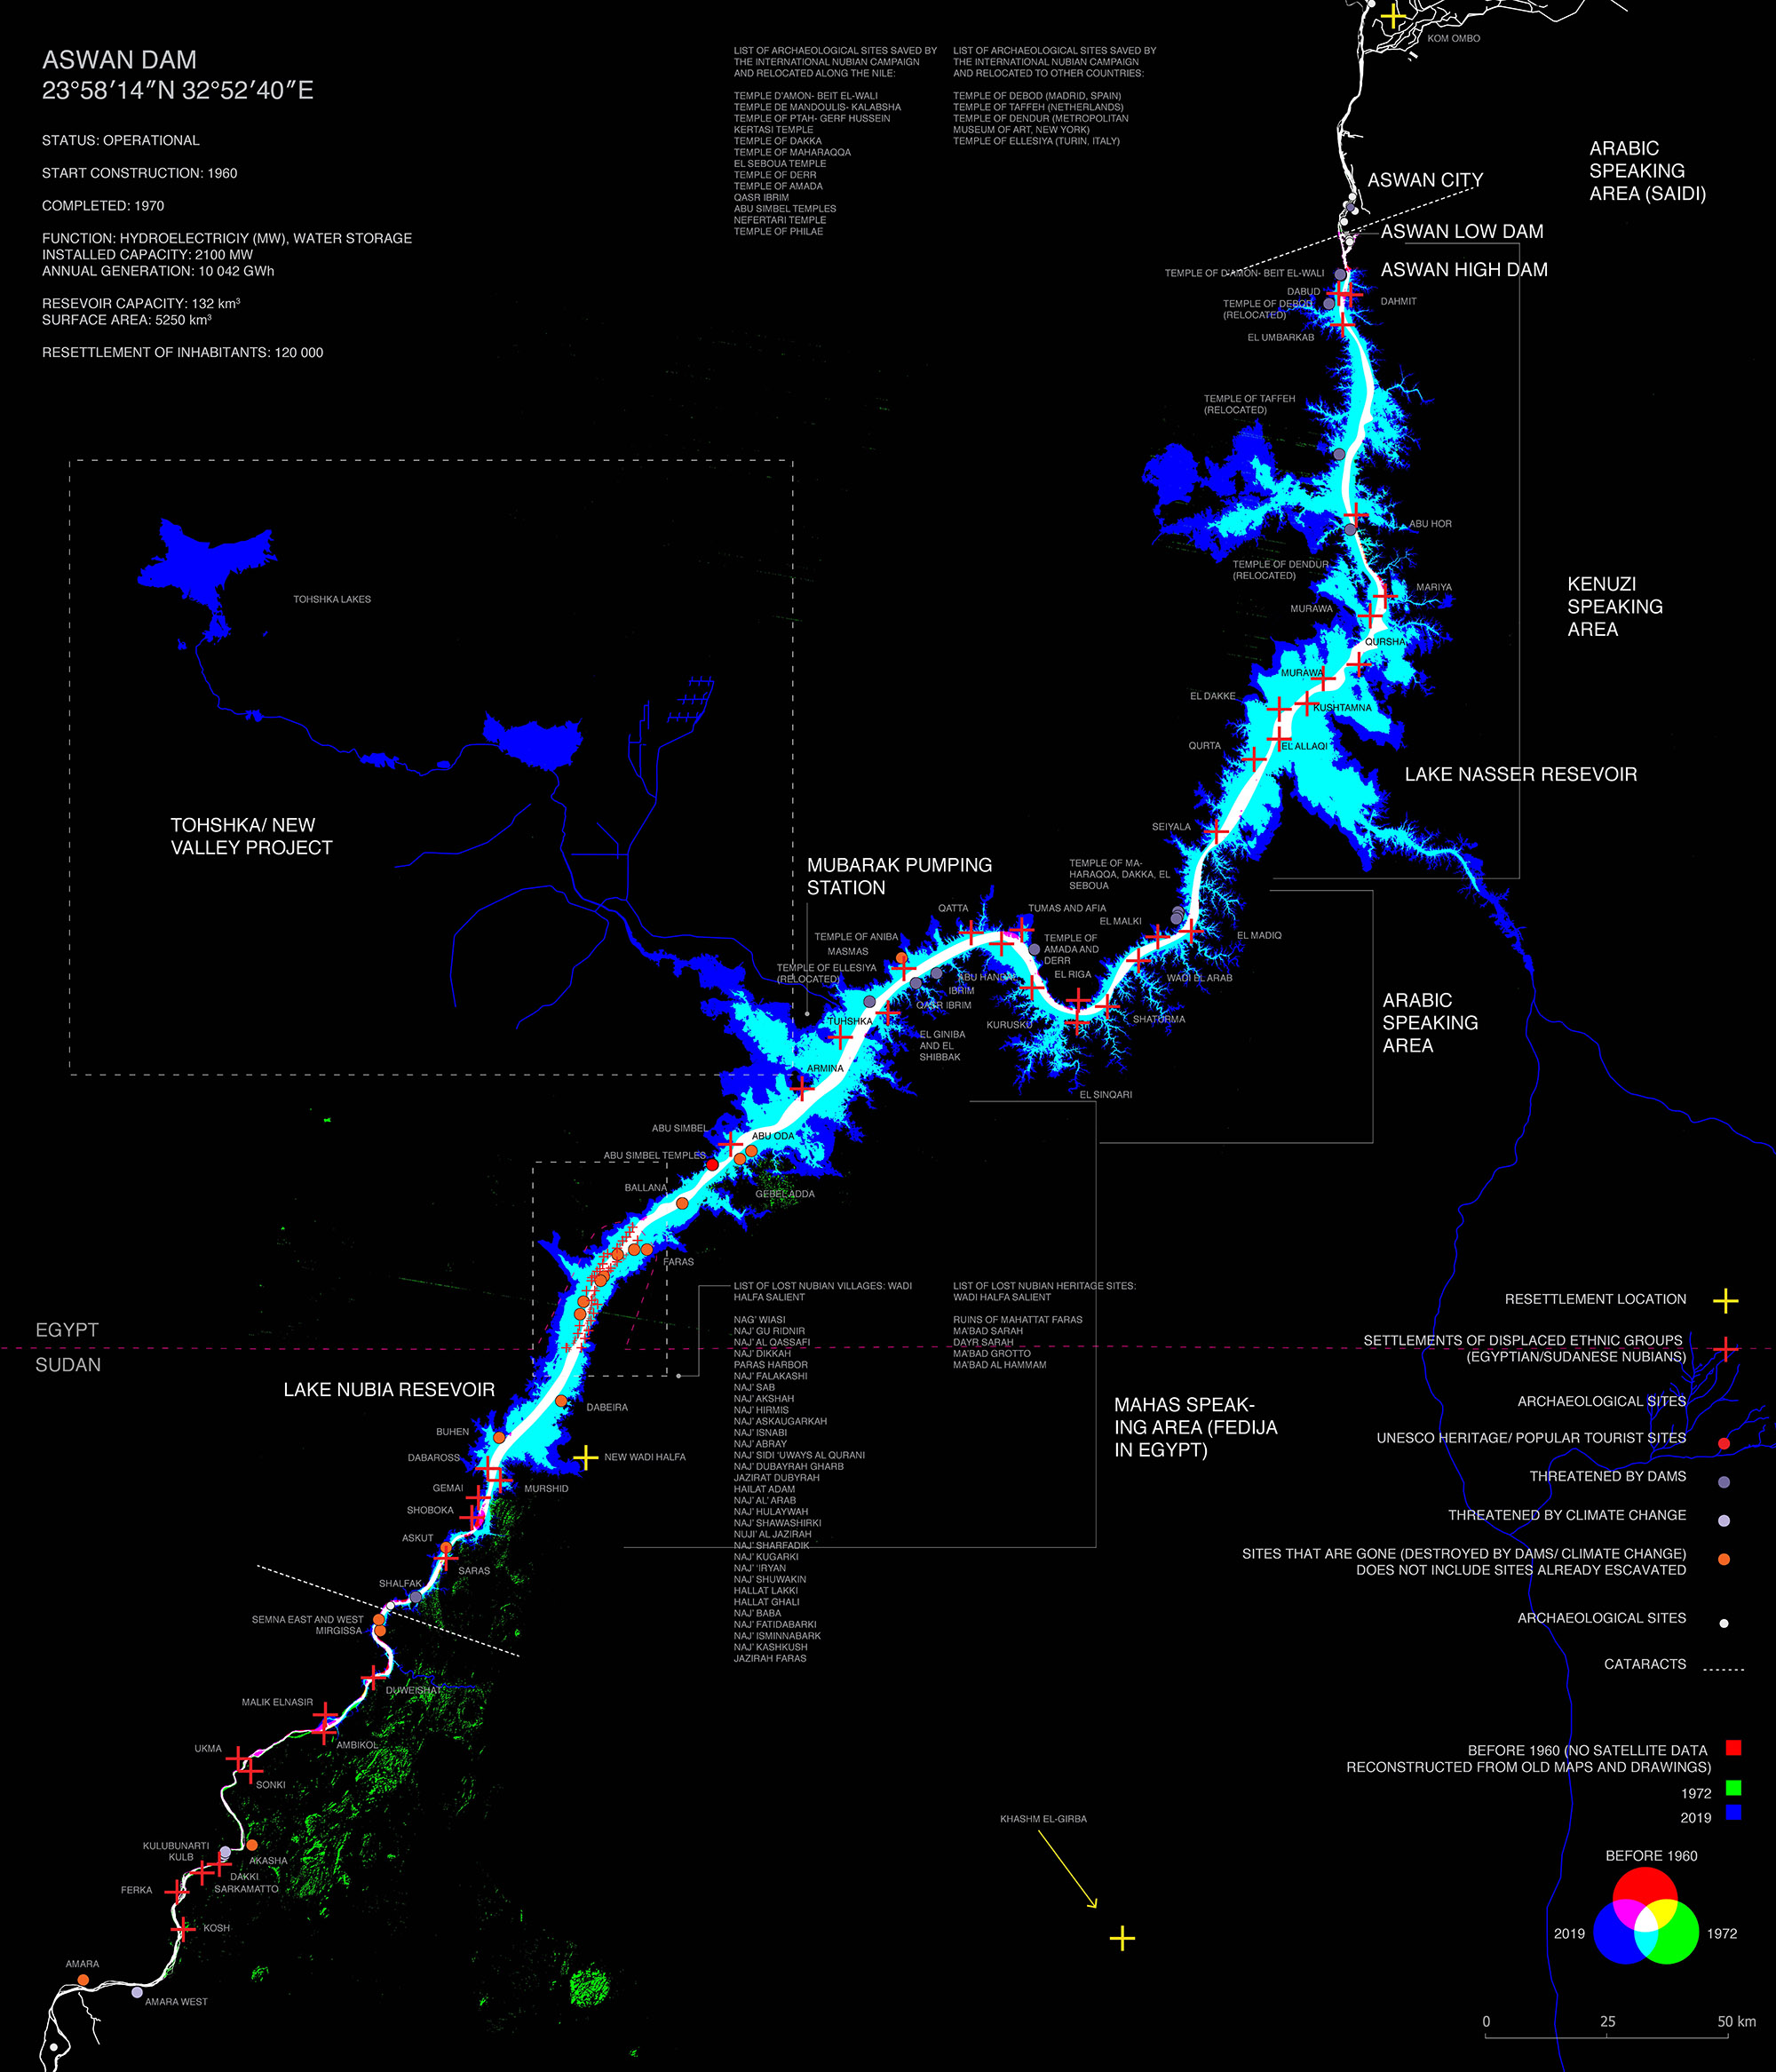 ASWAN DAM
23°58′14″N 32°52′40″E
STATUS: OPERATIONAL
START CONSTRUCTION: 1960
COMPLETED: 1970
FUNCTION: HYDROELECTRICIY (MW), WATER STORAGE
INSTALLED CAPACITY: 2100 MW
ANNUAL GENERATION: 10 042 GWh
RESEVOIR CAPACITY: 132 km³
SURFACE AREA: 5250 km³
RESETTLEMENT OF INHABITANTS: 120 000
LIST OF ARCHAEOLOGICAL SITES SAVED BY
THE INTERNATIONAL NUBIAN CAMPAIGN
AND RELOCATED ALONG THE NILE:
TEMPLE D'AMON- BEIT EL-WALI
TEMPLE DE MANDOULIS- KALABSHA
TEMPLE OF PTAH- GERF HUSSEIN
KERTASI TEMPLE
TEMPLE OF DAKKA
TEMPLE OF MAHARAQQA
EL SEBOUA TEMPLE
TEMPLE OF DERR
TEMPLE OF AMADA
QASR IBRIM
ABU SIMBEL TEMPLES
NEFERTARI TEMPLE
TEMPLE OF PHILAE
LIST OF ARCHAEOLOGICAL SITES SAVED BY
THE INTERNATIONAL NUBIAN CAMPAIGN
AND RELOCATED TO OTHER COUNTRIES:
TEMPLE OF DEBOD (MADRID, SPAIN)
TEMPLE OF TAFFEH (NETHERLANDS)
TEMPLE OF DENDUR (METROPOLITAN
MUSEUM OF ART, NEW YORK)
TEMPLE OF ELLESIYA (TURIN, ITALY)
KOM OMBO
ARABIC
SPEAKING
AREA (SAIDI)
ASWAN CITY
ASWAN LOW DAM
ASWAN HIGH DAM
TEMPLE OF D'AMON- BEIT EL-WALI
DABUD
DAHMIT
TEMPLE OF DEBOD
(RELOCATED)
EL UMBARKAB
TEMPLE OF TAFFEH
(RELOCATED)
ABU HOR
TEMPLE OF DENDUR
(RELOCATED)
MARIYA
MURAWA
KENUZI
SPEAKING
AREA
QURSHA
MURAWA
EL DAKKE
KUSHTAMNA
QURTA
EL ALLAQI
LAKE NASSER RESEVOIR
TOHSHKA LAKES
TOHSHKA/ NEW
VALLEY PROJECT
SEIYALA
MUBARAK PUMPING
STATION
TEMPLE OF MA-
HARAQQA, DAKKA, EL
SEBOUA
QATTA
TUMAS AND AFIA
EL MALKI
EL MADIQ
TEMPLE OF ANIBA
MASMAS
TEMPLE OF
AMADA AND
DERR
TEMPLE OF ELLESIYA
(RELOCATED)
ABU HANDAL
EL RIGA
WADI EL ARAB
IBRIM
QASR IBRIM
TUHSHKA
KURUSKU
SHATURMA
EL GINIBA
AND EL
SHIBBAK
ARABIC
SPEAKING
AREA
ARMINA
EL SINQARI
ABU SIMBEL
ABU ODA
ABU SIMBEL TEMPLES
BALLANA
GEBEL ADDA
FARAS
EGYPT
SUDAN
LAKE NUBIA RESEVOIR
LIST OF LOST NUBIAN VILLAGES: WADI
HALFA SALIENT
NAG' WIASI
NAJ' GU RIDNIR
NAJ' AL QASSAFI
NAJ' DIKKAH
PARAS HARBOR
NAJ' FALAKASHI
NAJ' SAB
NAJ' AKSHAH
NAJ' HIRMIS
NAJ' ASKAUGARKAH
NAJ' ISNABI
NAJ' ABRAY
NAJ' SIDI 'UWAYS AL QURANI
NAJ' DUBAYRAH GHARB
JAZIRAT DUBYRAH
HAILAT ADAM
NAJ' AL' ARAB
NAJ' HULAYWAH
NAJ' SHAWASHIRKI
NUJI' AL JAZIRAH
NAJ' SHARFADIK
NAJ' KUGARKI
NAJ' 'IRYAN
NAJ' SHUWAKIN
HALLAT LAKKI
HALLAT GHALI
NAJ' BABA
NAJ' FATIDABARKI
NAJ' ISMINNABARK
NAJ' KASHKUSH
JAZIRAH FARAS
LIST OF LOST NUBIAN HERITAGE SITES:
WADI HALFA SALIENT
RUINS OF MAHATTAT FARAS
MA'BAD SARAH
DAYR SARAH
MA'BAD GROTTO
MA'BAD AL HAMMAM
MAHAS SPEAK-
ING AREA (FEDIJA
IN EGYPT)
DABEIRA
BUHEN
DABAROSS
NEW WADI HALFA
GEMAI
MURSHID
SHOBOKA
ASKUT
SARAS
SHALFAK
SEMNA EAST AND WEST
MIRGISSA
DUWEISHAT
MALIK ELNASIR
AMBIKOL
UKMA
SONKI
KULUBUNARTI
KULB
AKASHA
DAKKI
SARKAMATTO
FERKA
KOSH
AMARA
AMARA WEST
KHASHM EL-GIRBA
RESETTLEMENT LOCATION
SETTLEMENTS OF DISPLACED ETHNIC GROUPS
(EGYPTIAN/SUDANESE NUBIANS)
ARCHAEOLOGICAL SITES
UNESCO HERITAGE/ POPULAR TOURIST SITES
THREATENED BY DAMS
THREATENED BY CLIMATE CHANGE
SITES THAT ARE GONE (DESTROYED BY DAMS/ CLIMATE CHANGE)
DOES NOT INCLUDE SITES ALREADY ESCAVATED
ARCHAEOLOGICAL SITES
CATARACTS
BEFORE 1960 (NO SATELLITE DATA
RECONSTRUCTED FROM OLD MAPS AND DRAWINGS)
1972
2019
BEFORE 1960
2019
1972
0 25 50 km